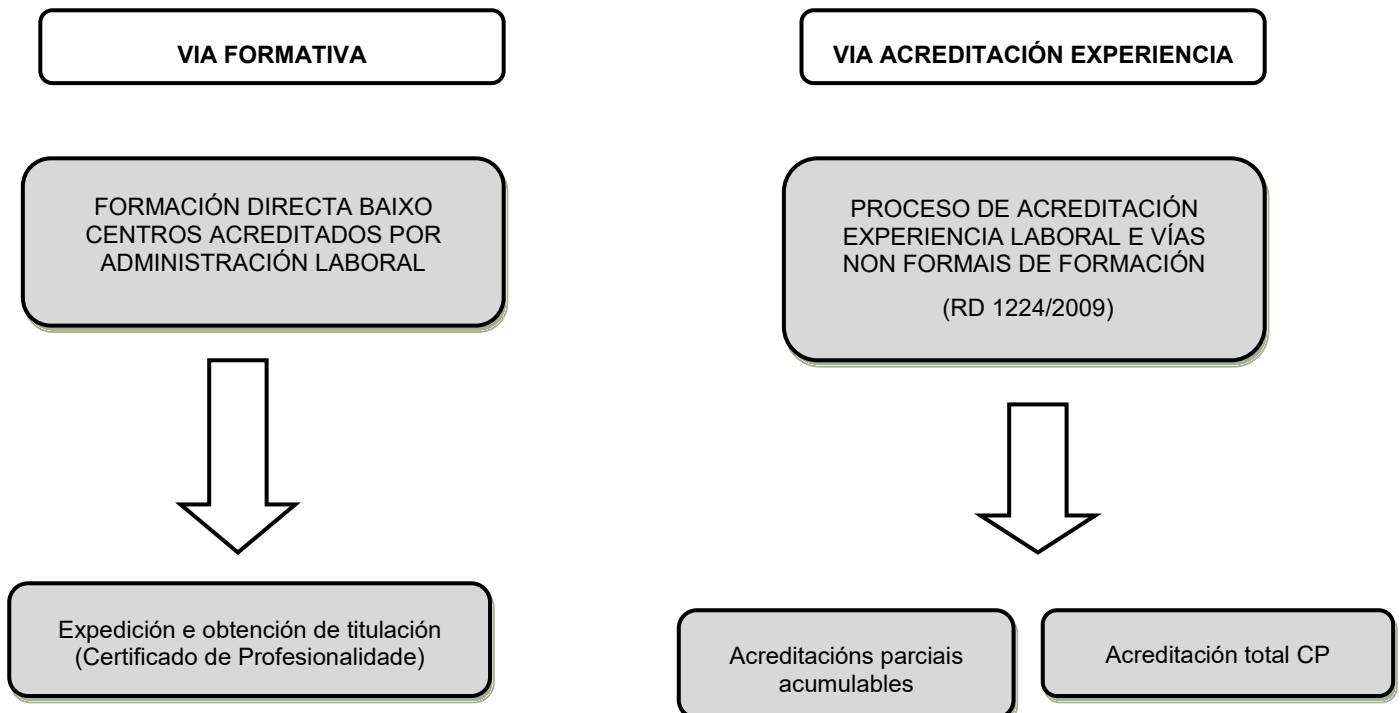 VIA FORMATIVA
FORMACIÓN DIRECTA BAIXO
CENTROS ACREDITADOS POR
ADMINISTRACIÓN LABORAL
Expedición e obtención de titulación
(Certificado de Profesionalidade)
VIA ACREDITACIÓN EXPERIENCIA
PROCESO DE ACREDITACIÓN
EXPERIENCIA LABORAL E VÍAS
NON FORMAIS DE FORMACIÓN
(RD 1224/2009)
Acreditacións parciais
acumulables
Acreditación total CP